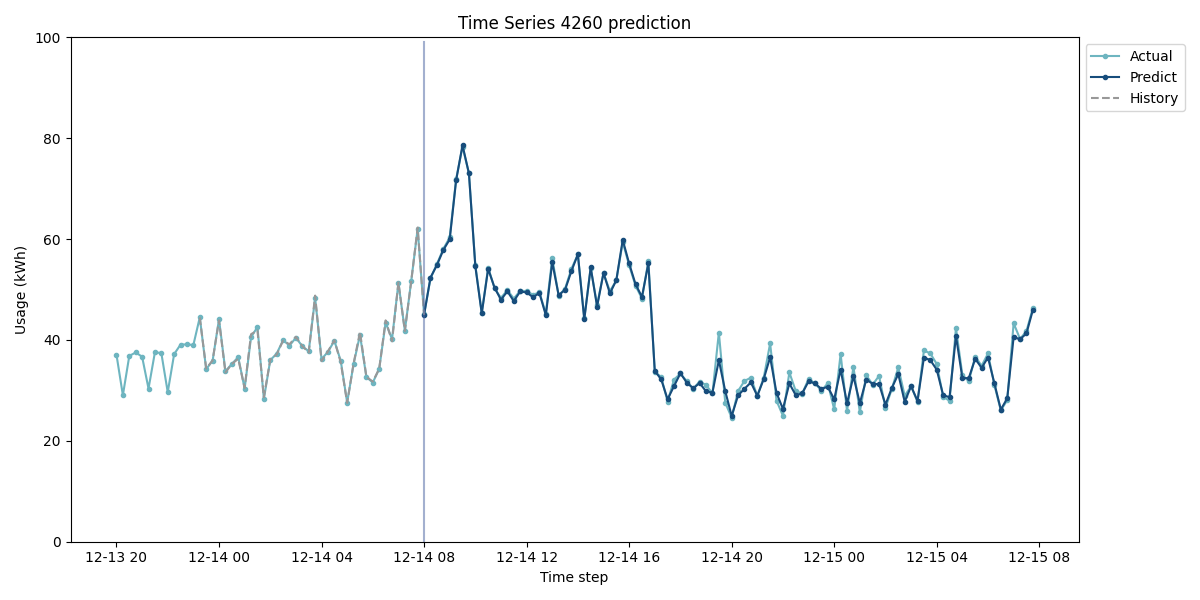 Time Series 4260 prediction
100
80
60
40
20
0
Usage (kWh)
12-13 20
12-14 00
12-14 04
12-14 08
12-14 12
12-14 16
12-14 20
12-15 00
12-15 04
12-15 08
Time step
Actual
Predict
History